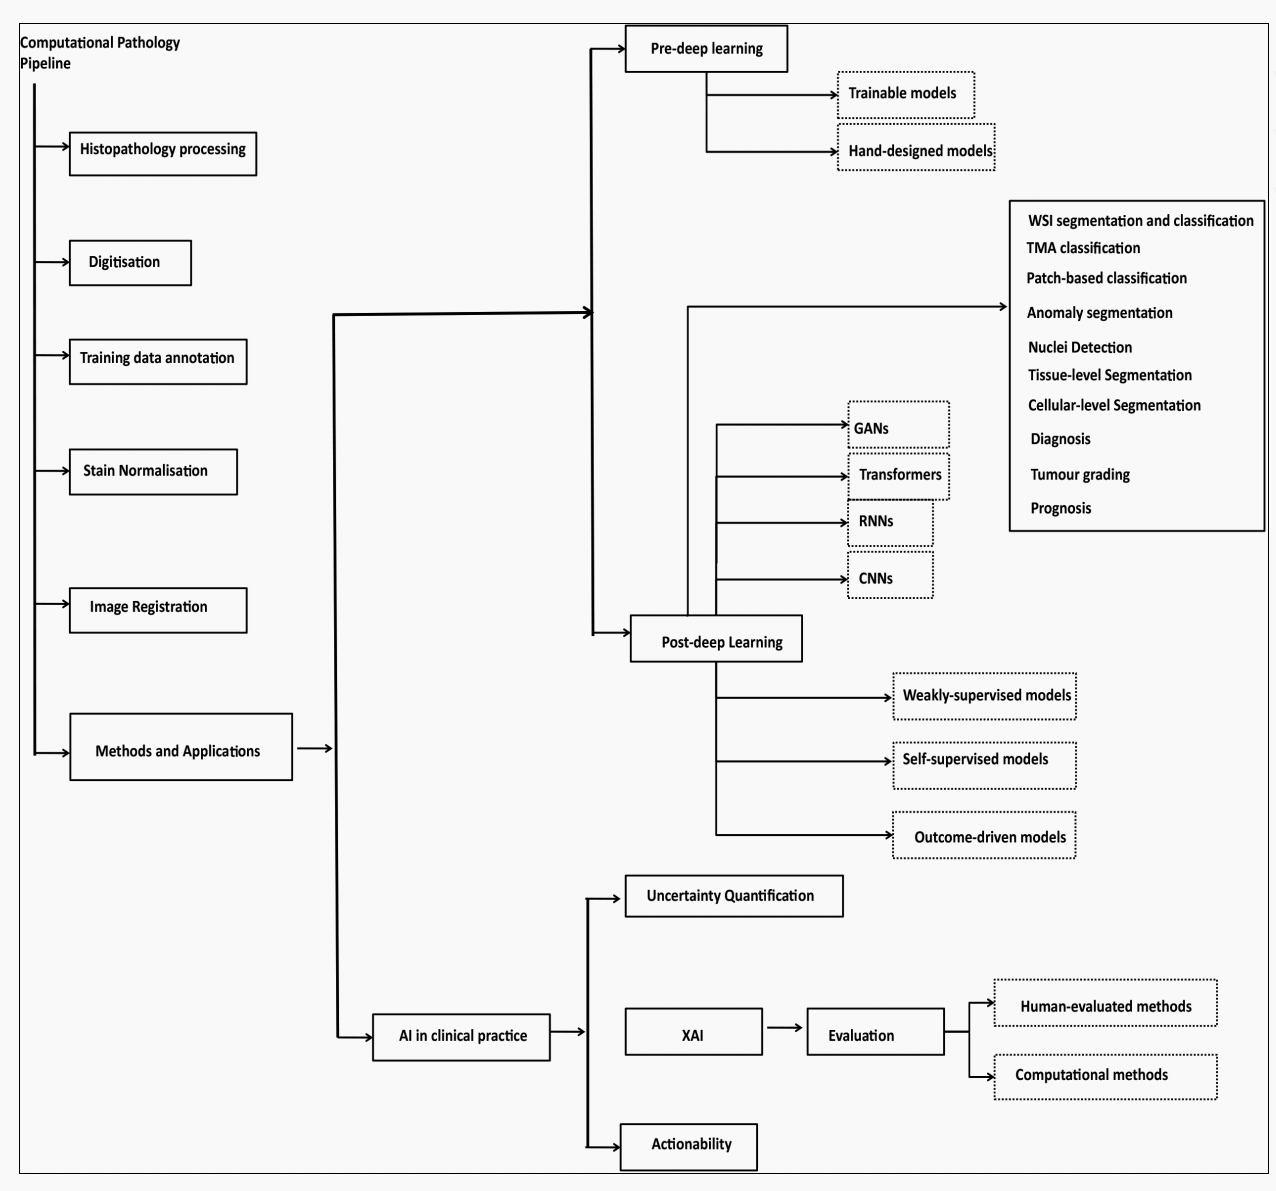 Computational Pathology
Pipeline
Histopathology processing
Digitisation
Training data annotation
Stain Normalisation
Image Registration
Methods and Applications
Pre-deep learning
Trainable models
Hand-designed models
WSI segmentation and classification
TMA classification
Patch-based classification
Anomaly segmentation
Nuclei Detection
Tissue-level Segmentation
Cellular-level Segmentation
Diagnosis
Tumour grading
Prognosis
GANs
Transformers
RNNs
CNNs
Post-deep Learning
Weakly-supervised models
Self-supervised models
Outcome-driven models
AI in clinical practice
Uncertainty Quantification
XAI
Evaluation
Human-evaluated methods
Computational methods
Actionability